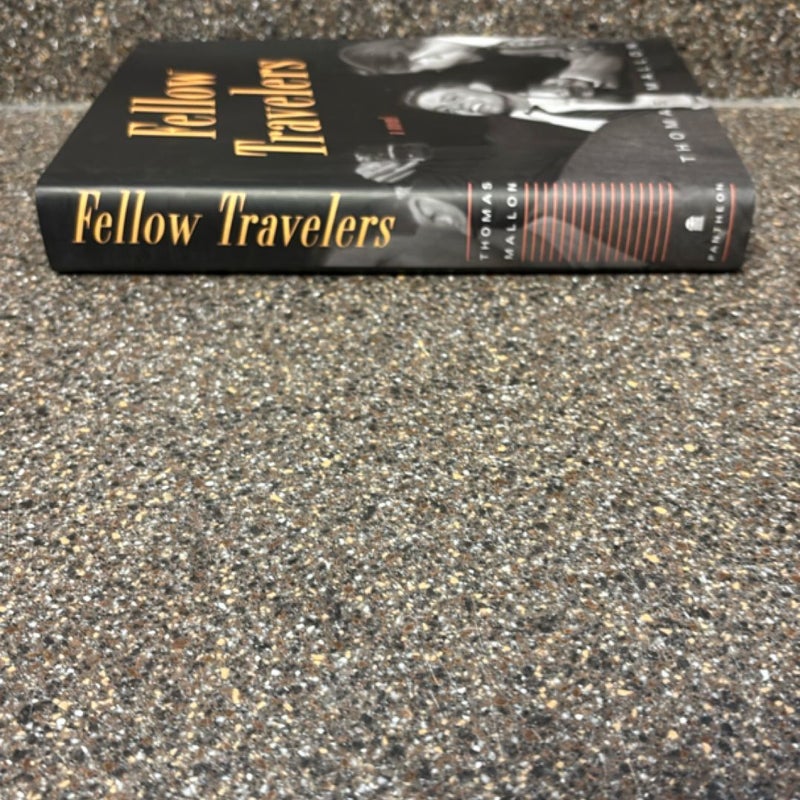 Fellow
Travelers
a novel
THOMAS MALLON
Fellow Travelers
THOMAS
MALLON
PANTHEON